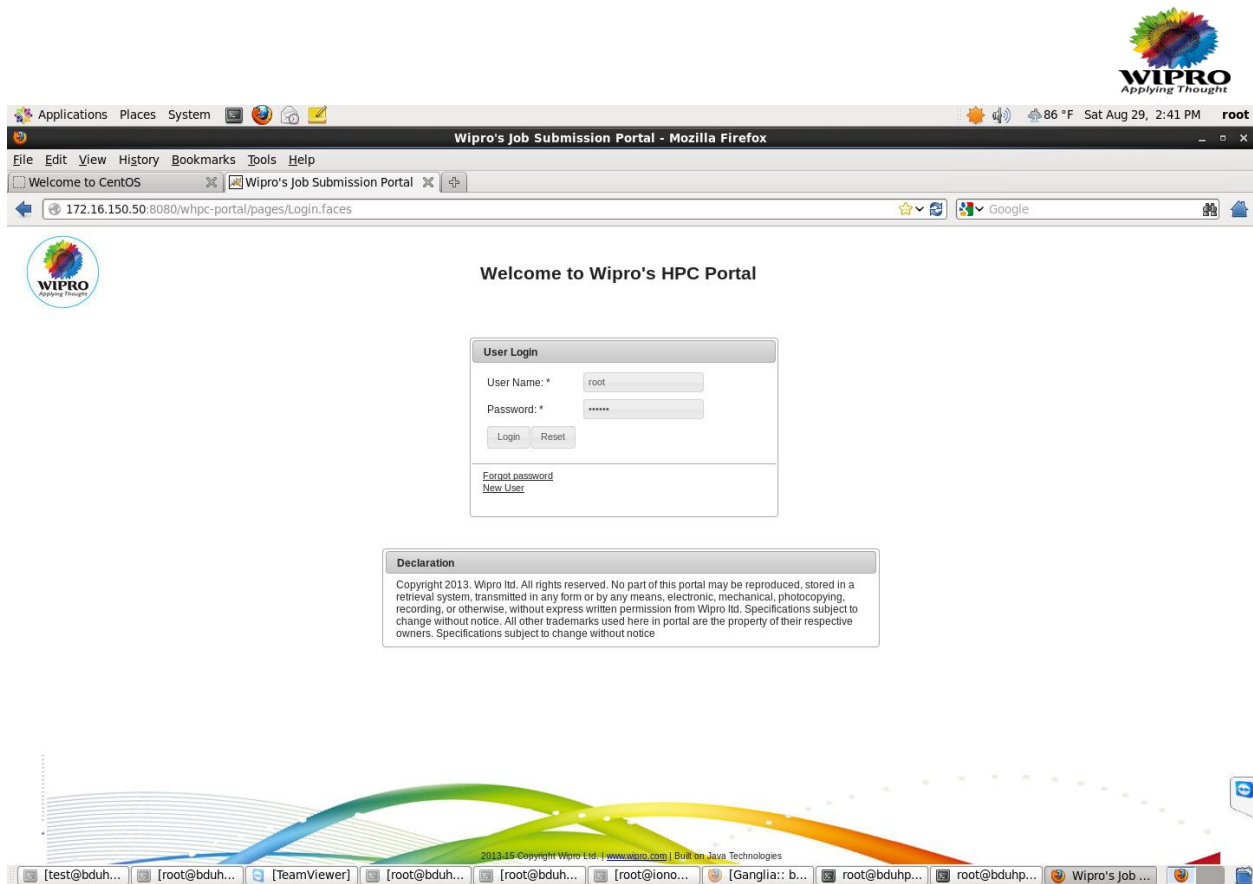 WIPRO
Applying Thought
Applications Places System 86 °F Sat Aug 29, 2:41 PM root
Wipro's Job Submission Portal - Mozilla Firefox
File Edit View History Bookmarks Tools Help
Welcome to CentOS Wipro's Job Submission Portal
172.16.150.50:8080/whpc-portal/pages/Login.faces Google
WIPRO
Applying Thought
Welcome to Wipro's HPC Portal
User Login
User Name: * root
Password: * ••••••
Login Reset
Forgot password
New User
Declaration
Copyright 2013. Wipro ltd. All rights reserved. No part of this portal may be reproduced, stored in a
retrieval system, transmitted in any form or by any means, electronic, mechanical, photocopying,
recording, or otherwise, without express written permission from Wipro ltd. Specifications subject to
change without notice. All other trademarks used here in portal are the property of their respective
owners. Specifications subject to change without notice
2013-15 Copyright Wipro Ltd. | www.wipro.com | Built on Java Technologies
[test@bduh... [root@bduh... [TeamViewer] [root@bduh... [root@bduh... [root@iono... [Ganglia:: b... root@bduhp... root@bduhp... Wipro's Job ...